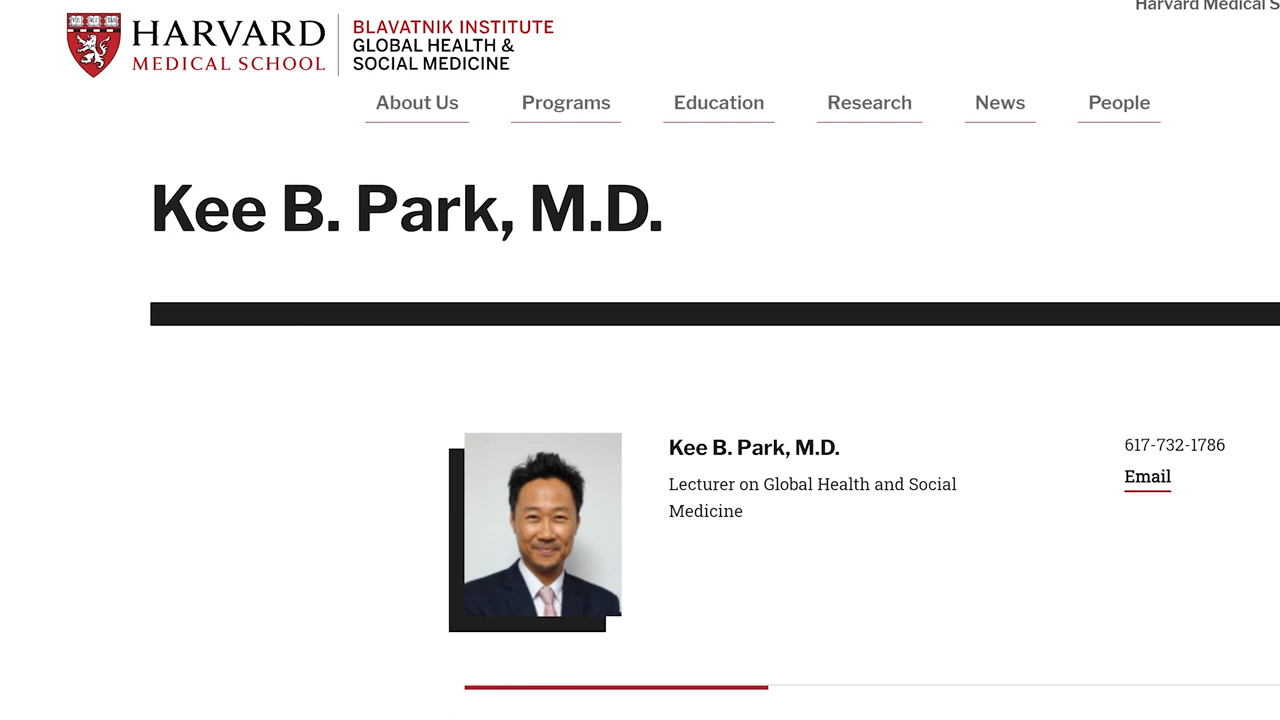 Harvard Medical S
HARVARD
MEDICAL SCHOOL
BLAVATNIK INSTITUTE
GLOBAL HEALTH &
SOCIAL MEDICINE
About Us Programs Education Research News People
Kee B. Park, M.D.
Kee B. Park, M.D.
Lecturer on Global Health and Social
Medicine
617-732-1786
Email